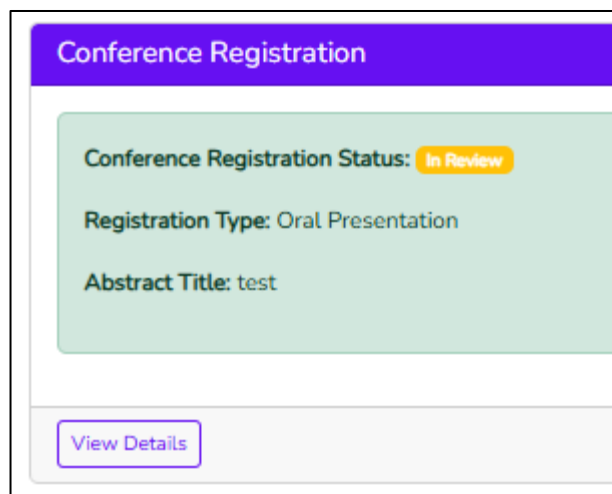 Conference Registration
Conference Registration Status: In Review
Registration Type: Oral Presentation
Abstract Title: test
View Details